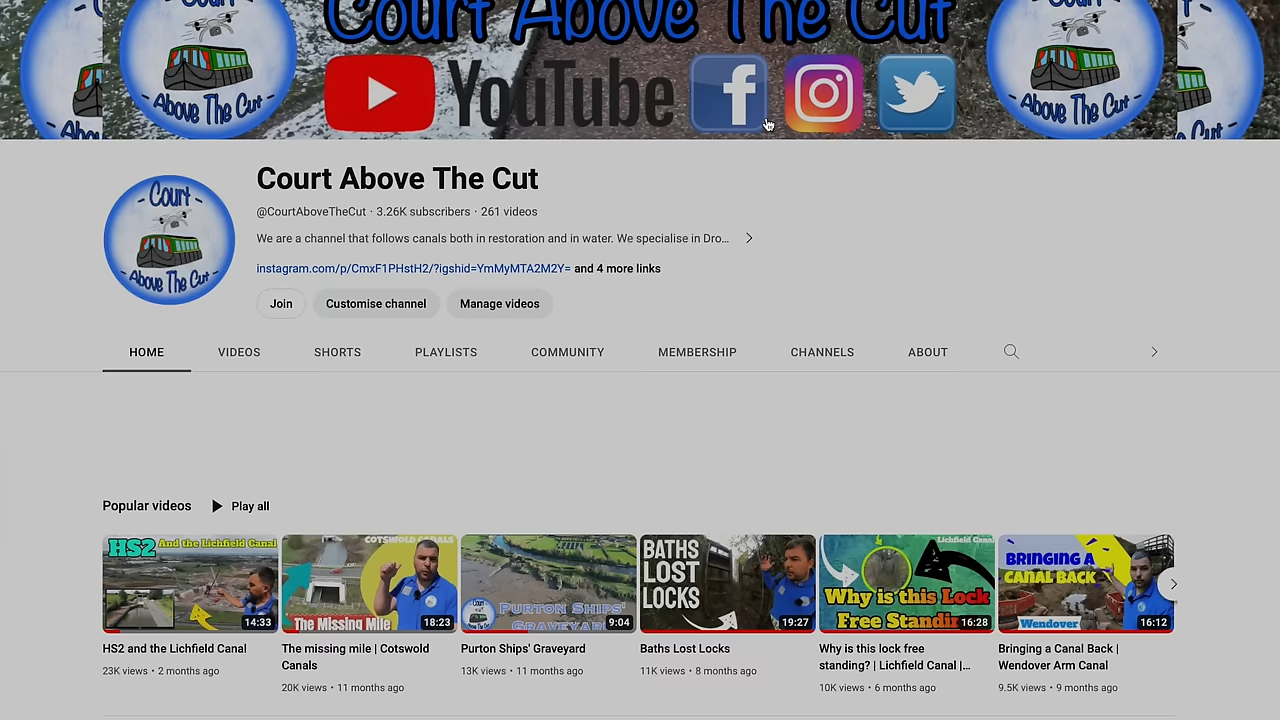 Court Above The Cut
- Court -
Above The Cut
YouTube
Above The Cut
Above The Cut
Court Above The Cut
@CourtAboveTheCut · 3.26K subscribers · 261 videos
We are a channel that follows canals both in restoration and in water. We specialise in Dro...
instagram.com/p/CmxF1PHstH2/?igshid=YmMyMTA2M2Y= and 4 more links
Join
Customise channel
Manage videos
HOME
VIDEOS
SHORTS
PLAYLISTS
COMMUNITY
MEMBERSHIP
CHANNELS
ABOUT
Popular videos
Play all
HS2 And the Lichfield Canal
14:33
COTSWOLD CANALS
The Missing Mile
18:23
PURTON SHIPS'
GRAVEYARD
9:04
BATHS
LOST
LOCKS
19:27
Lichfield Canal
Why is this Lock
Free Standin
16:28
BRINGING A
CANAL BACK
Wendover
16:12
HS2 and the Lichfield Canal
23K views • 2 months ago
The missing mile | Cotswold
Canals
20K views • 11 months ago
Purton Ships' Graveyard
13K views • 11 months ago
Baths Lost Locks
11K views • 8 months ago
Why is this lock free
standing? | Lichfield Canal |...
10K views • 6 months ago
Bringing a Canal Back |
Wendover Arm Canal
9.5K views • 9 months ago